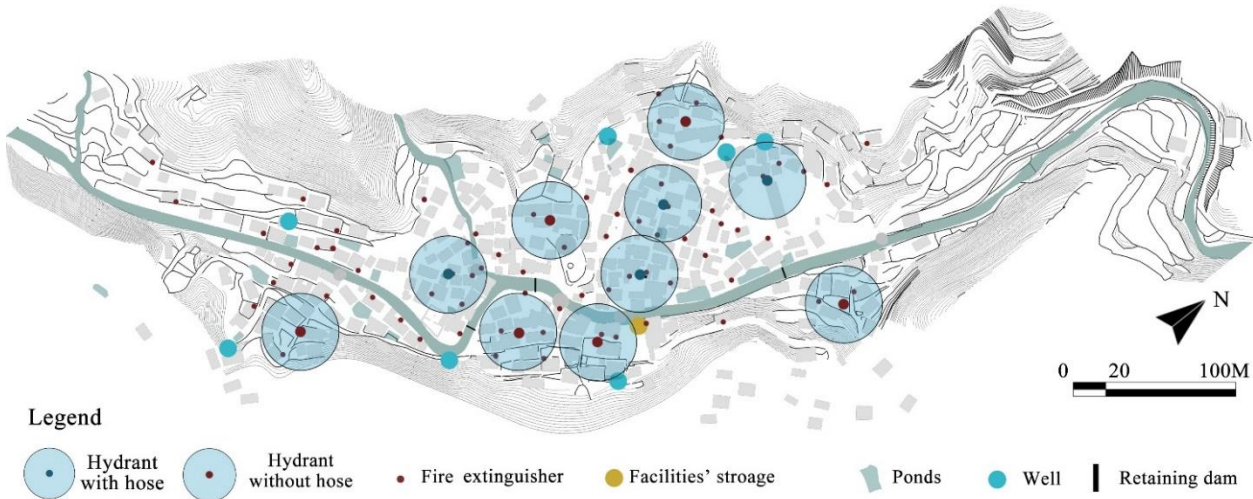 N
0 20 100M
Legend
Hydrant
with hose
Hydrant
without hose
Fire extinguisher
Facilities' stroage
Ponds
Well
Retaining dam